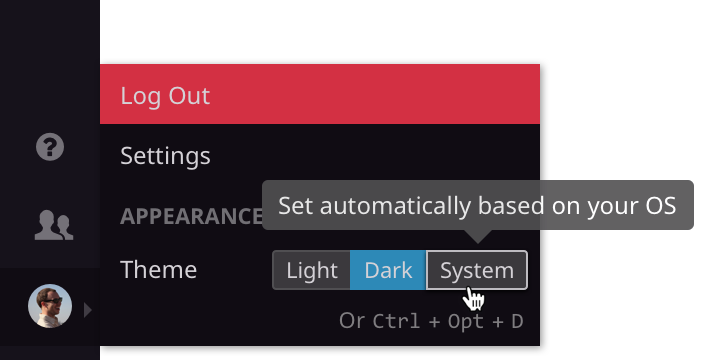 Log Out
Settings
Set automatically based on your OS
APPEARANCE
Theme
Light
Dark
System
Or Ctrl + Opt + D